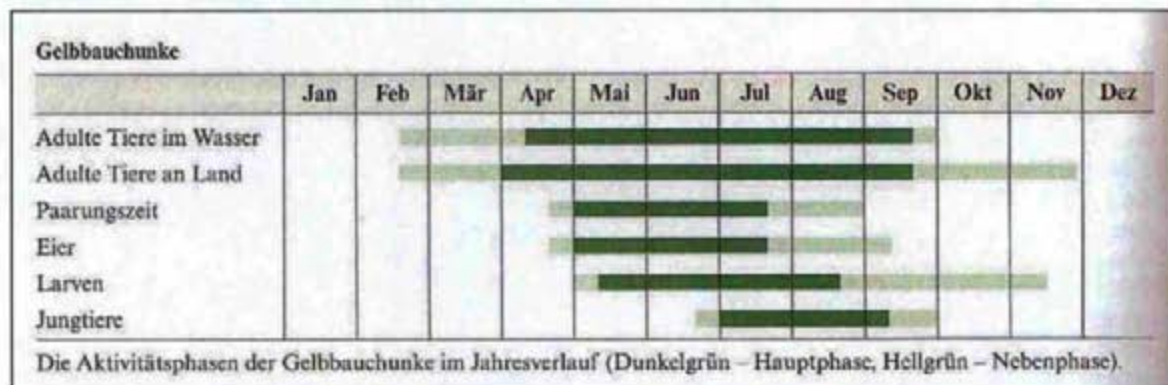 Gelbbauchunke
Jan Feb Mär Apr Mai Jun Jul Aug Sep Okt Nov Dez
Adulte Tiere im Wasser
Adulte Tiere an Land
Paarungszeit
Eier
Larven
Jungtiere
Die Aktivitätsphasen der Gelbbauchunke im Jahresverlauf (Dunkelgrün – Hauptphase, Hellgrün – Nebenphase).